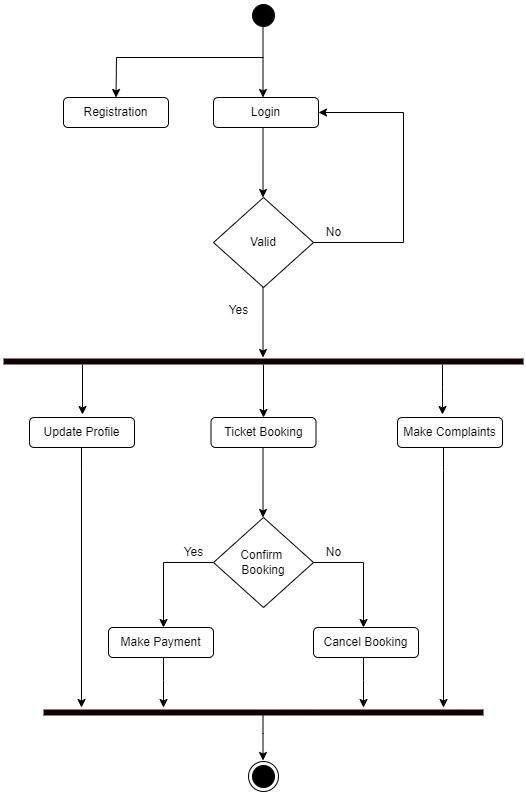 Registration
Login
Valid
No
Yes
Update Profile
Ticket Booking
Make Complaints
Yes
Confirm
Booking
No
Make Payment
Cancel Booking